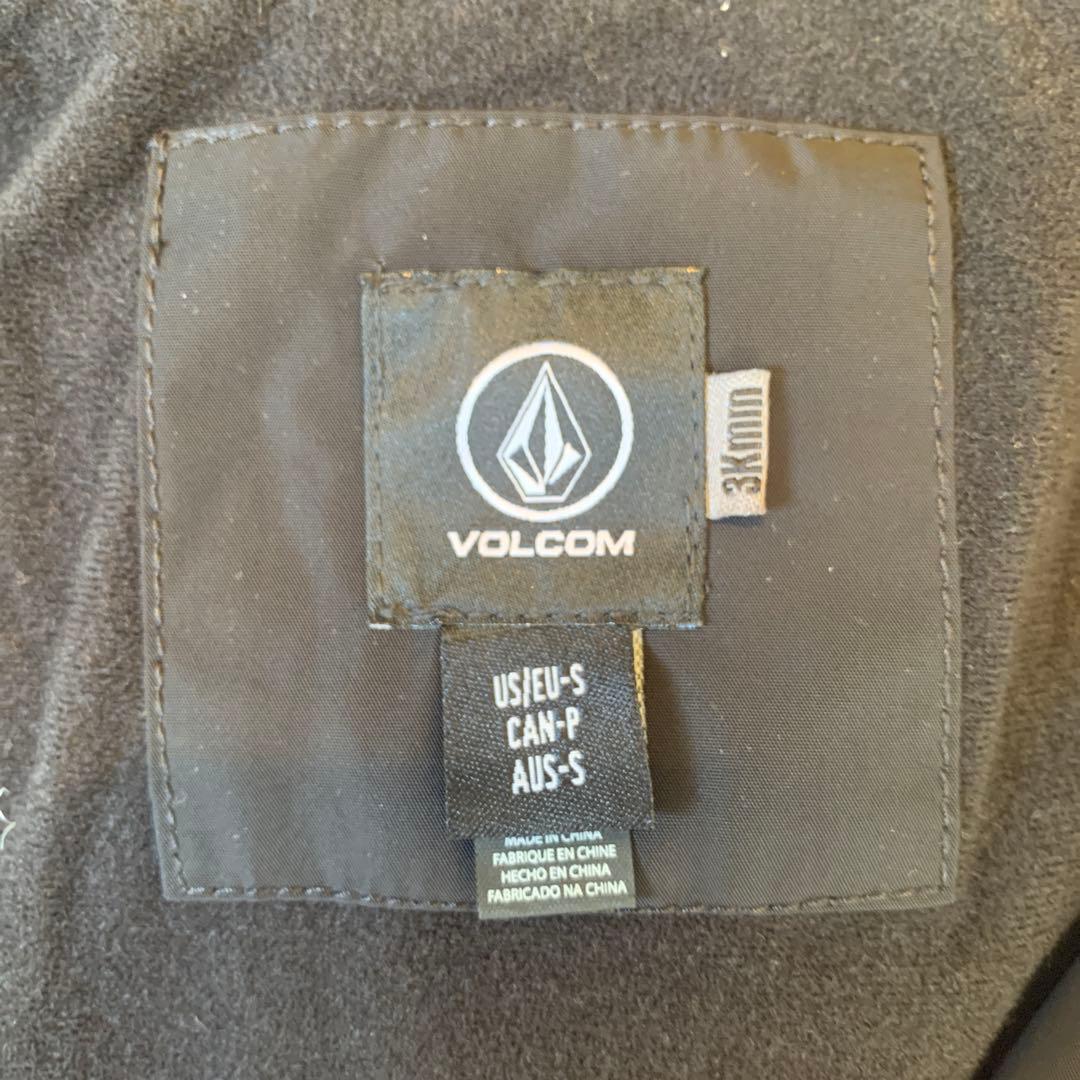 VOLCOM
3Kmm
US/EU-S
CAN-P
AUS-S
MADE IN CHINA
FABRIQUE EN CHINE
HECHO EN CHINA
FABRICADO NA CHINA